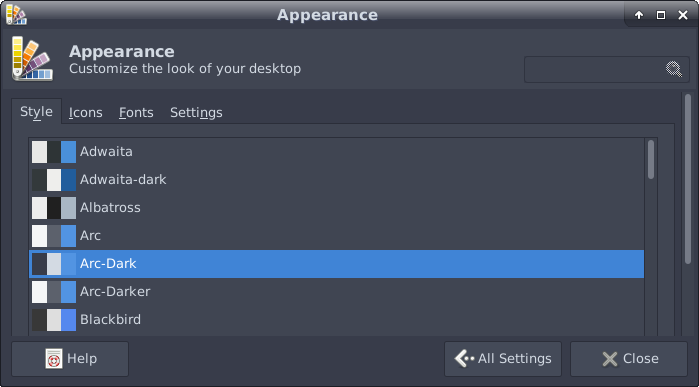 Appearance
Appearance
Customize the look of your desktop
Style Icons Fonts Settings
Adwaita
Adwaita-dark
Albatross
Arc
Arc-Dark
Arc-Darker
Blackbird
Help All Settings Close